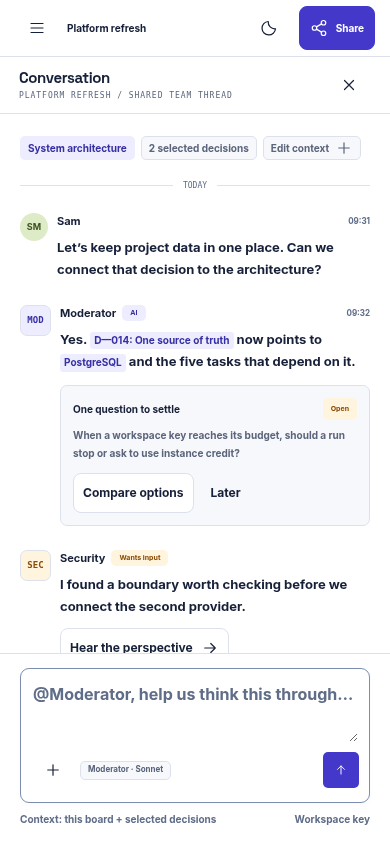 Platform refresh
Share
Conversation
PLATFORM REFRESH / SHARED TEAM THREAD
System architecture
2 selected decisions
Edit context
TODAY
SM
Sam
09:31
Let’s keep project data in one place. Can we
connect that decision to the architecture?
MOD
Moderator
AI
09:32
Yes. D—014: One source of truth now points to
PostgreSQL and the five tasks that depend on it.
One question to settle
Open
When a workspace key reaches its budget, should a run
stop or ask to use instance credit?
Compare options
Later
SEC
Security
Wants input
I found a boundary worth checking before we
connect the second provider.
Hear the perspective
@Moderator, help us think this through...
Moderator · Sonnet
Context: this board + selected decisions
Workspace key